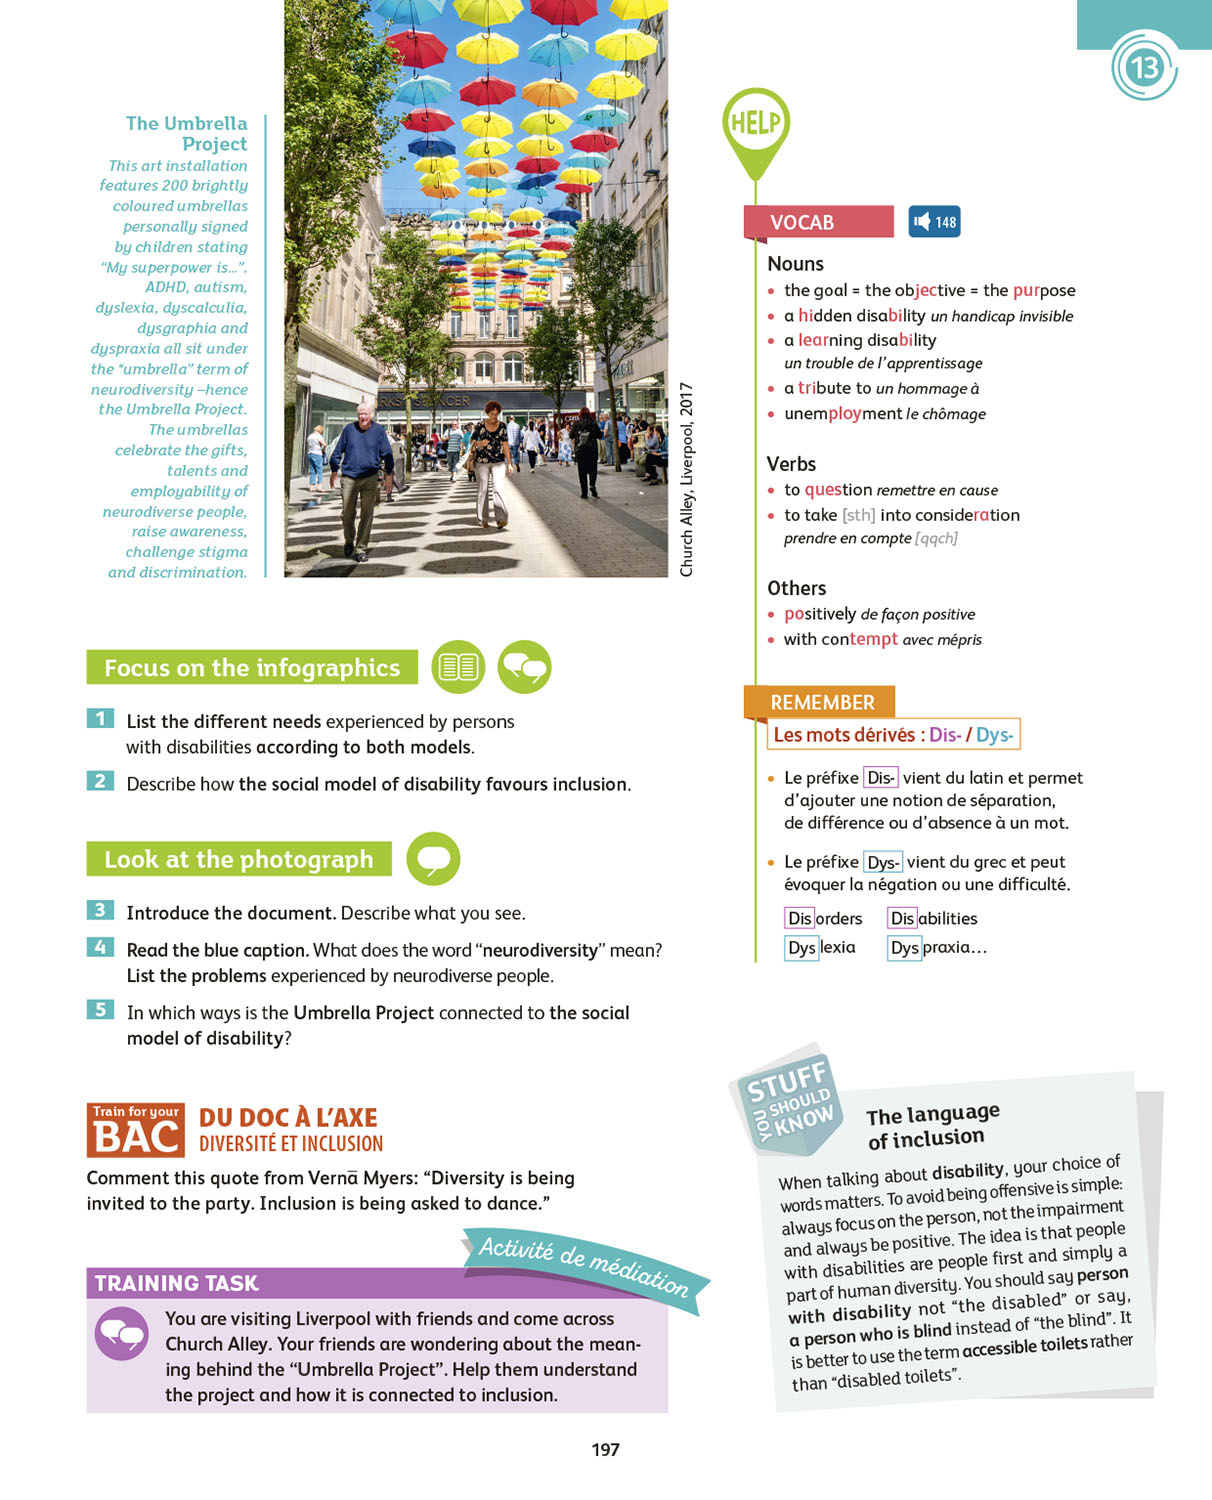 13
The Umbrella
Project
This art installation
features 200 brightly
coloured umbrellas
personally signed
by children stating
“My superpower is...”.
ADHD, autism,
dyslexia, dyscalculia,
dysgraphia and
dyspraxia all sit under
the “umbrella” term of
neurodiversity –hence
the Umbrella Project.
The umbrellas
celebrate the gifts,
talents and
employability of
neurodiverse people,
raise awareness,
challenge stigma
and discrimination.
SPENCER
Church Alley, Liverpool, 2017
Focus on the infographics
1 List the different needs experienced by persons
with disabilities according to both models.
2 Describe how the social model of disability favours inclusion.
Look at the photograph
3 Introduce the document. Describe what you see.
4 Read the blue caption. What does the word “neurodiversity” mean?
List the problems experienced by neurodiverse people.
5 In which ways is the Umbrella Project connected to the social
model of disability?
Train for your
BAC
DU DOC À L’AXE
DIVERSITÉ ET INCLUSION
Comment this quote from Vernā Myers: “Diversity is being
invited to the party. Inclusion is being asked to dance.”
Activité de médiation
TRAINING TASK
You are visiting Liverpool with friends and come across
Church Alley. Your friends are wondering about the mean-
ing behind the “Umbrella Project”. Help them understand
the project and how it is connected to inclusion.
HELP
VOCAB
148
Nouns
• the goal = the objective = the purpose
• a hidden disability un handicap invisible
• a learning disability
un trouble de l’apprentissage
• a tribute to un hommage à
• unemployment le chômage
Verbs
• to question remettre en cause
• to take [sth] into consideration
prendre en compte [qqch]
Others
• positively de façon positive
• with contempt avec mépris
REMEMBER
Les mots dérivés : Dis- / Dys-
• Le préfixe Dis- vient du latin et permet
d’ajouter une notion de séparation,
de différence ou d’absence à un mot.
• Le préfixe Dys- vient du grec et peut
évoquer la négation ou une difficulté.
Disorders Disabilities
Dyslexia Dyspraxia...
STUFF
YOU SHOULD
KNOW
The language
of inclusion
When talking about disability, your choice of
words matters. To avoid being offensive is simple:
always focus on the person, not the impairment
and always be positive. The idea is that people
with disabilities are people first and simply a
part of human diversity. You should say person
with disability not “the disabled” or say,
a person who is blind instead of “the blind”. It
is better to use the term accessible toilets rather
than “disabled toilets”.
197